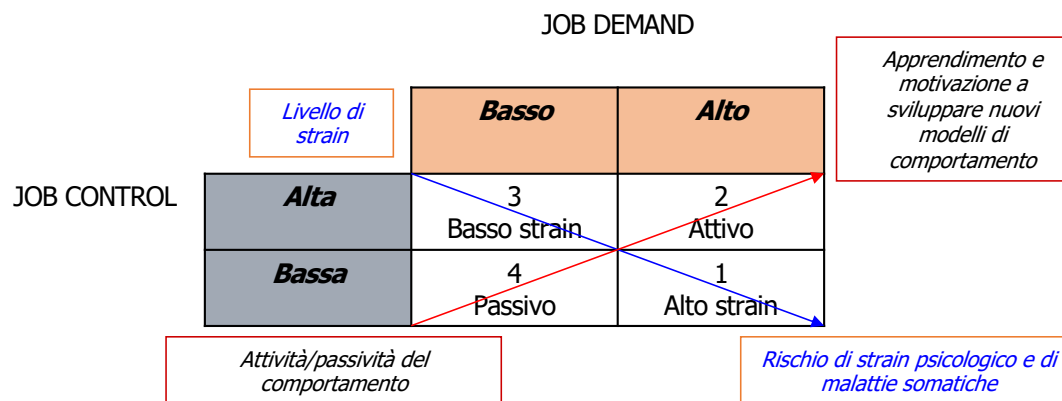 JOB DEMAND
Apprendimento e
motivazione a
sviluppare nuovi
modelli di
comportamento
Livello di
strain
Basso
Alto
JOB CONTROL
Alta
3
Basso strain
2
Attivo
Bassa
4
Passivo
1
Alto strain
Attività/passività del
comportamento
Rischio di strain psicologico e di
malattie somatiche